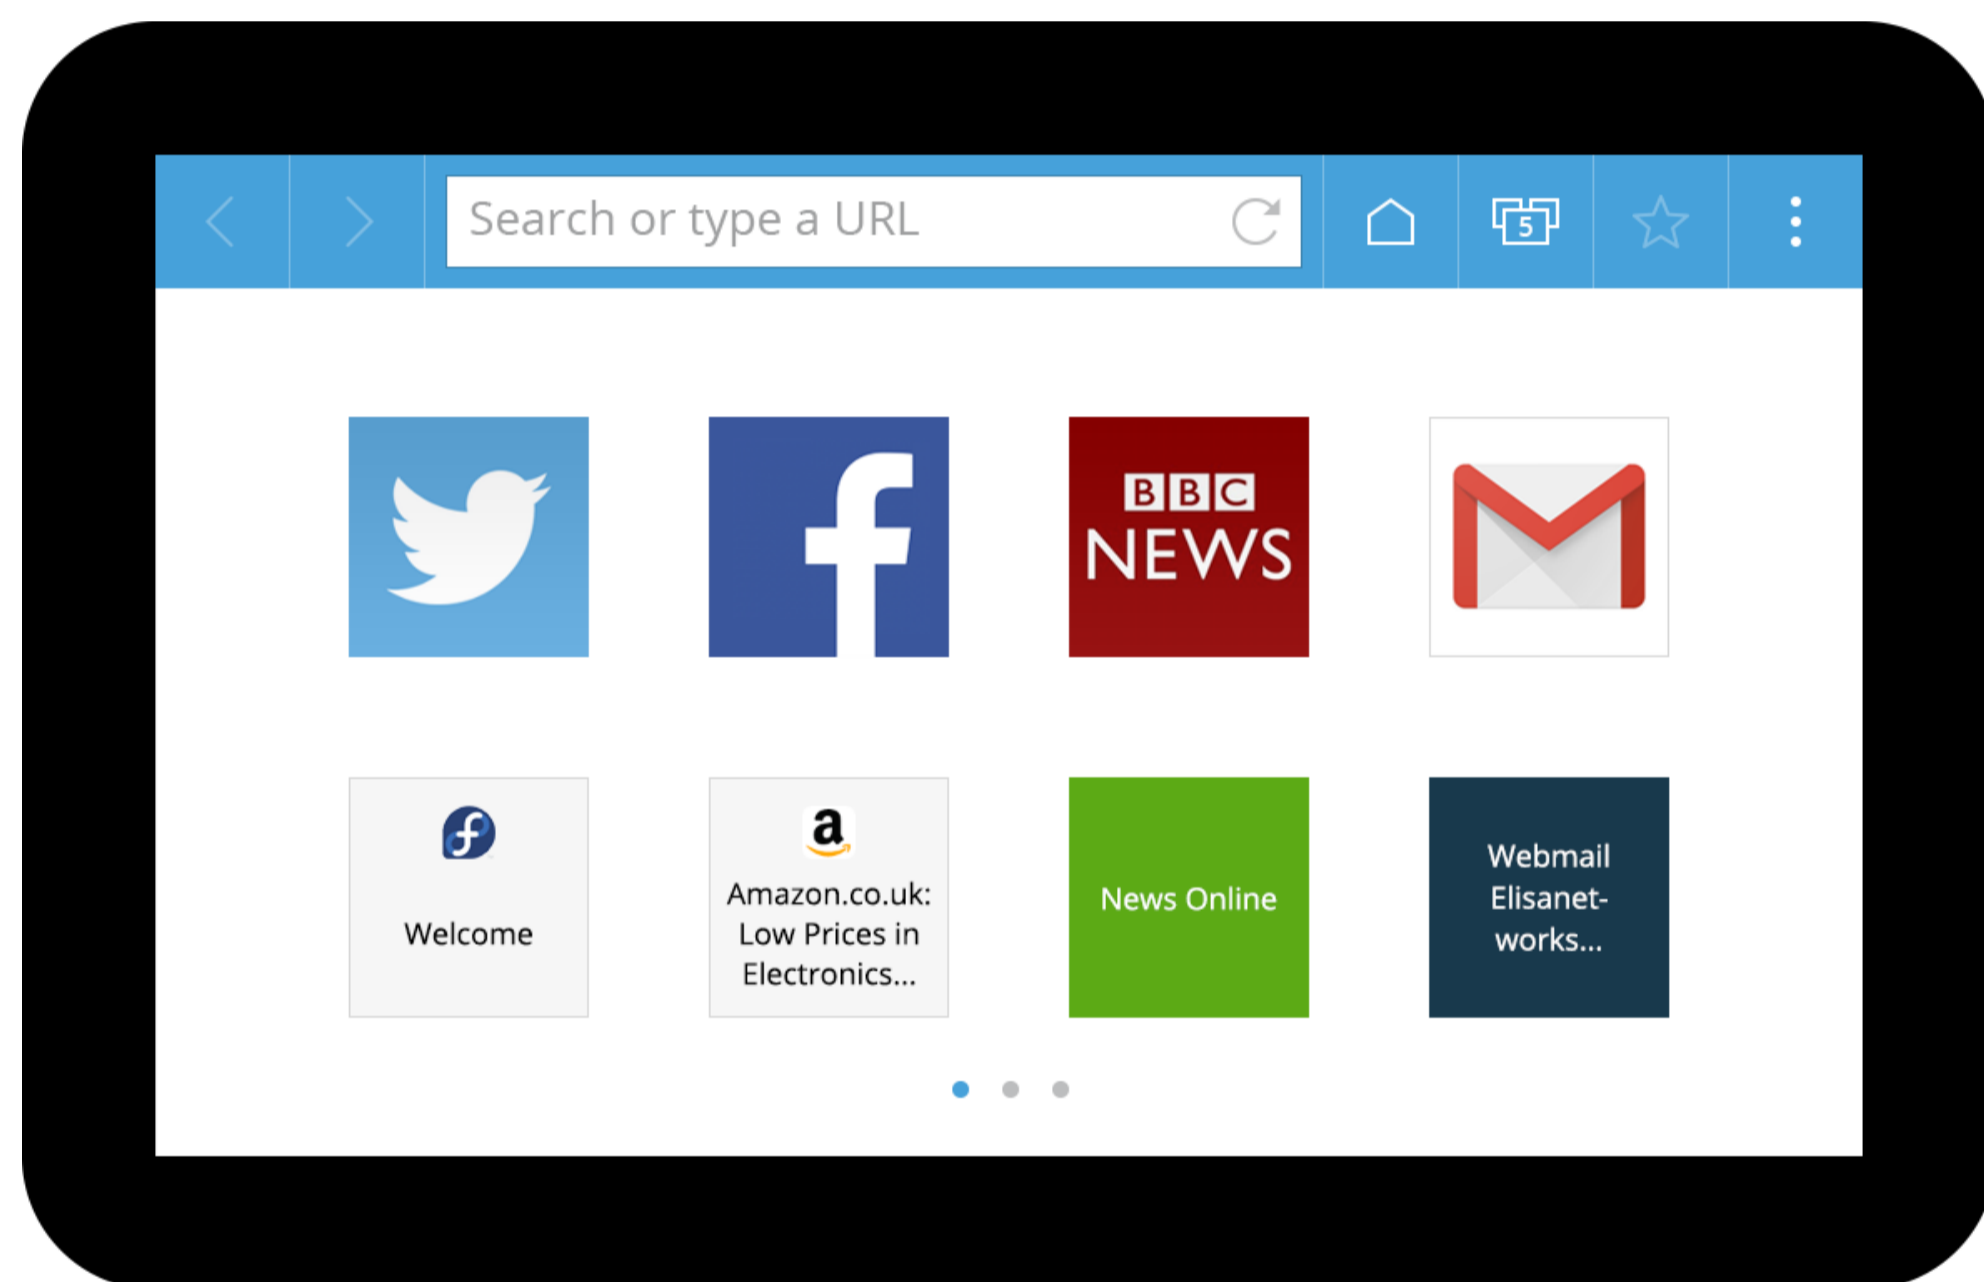 Search or type a URL
5
BBC
NEWS
Welcome
a
Amazon.co.uk:
Low Prices in
Electronics...
News Online
Webmail
Elisanet-
works...